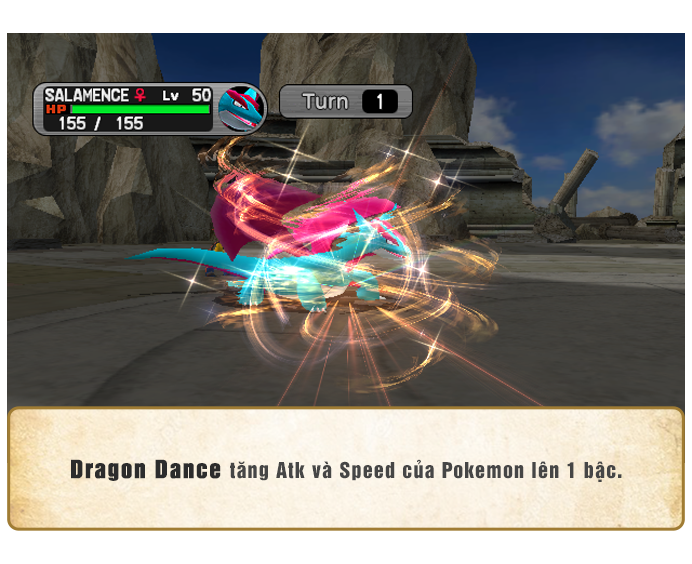 SALAMENCE ♀ Lv 50
HP
155 / 155
Turn 1
Dragon Dance tăng Atk và Speed của Pokemon lên 1 bậc.